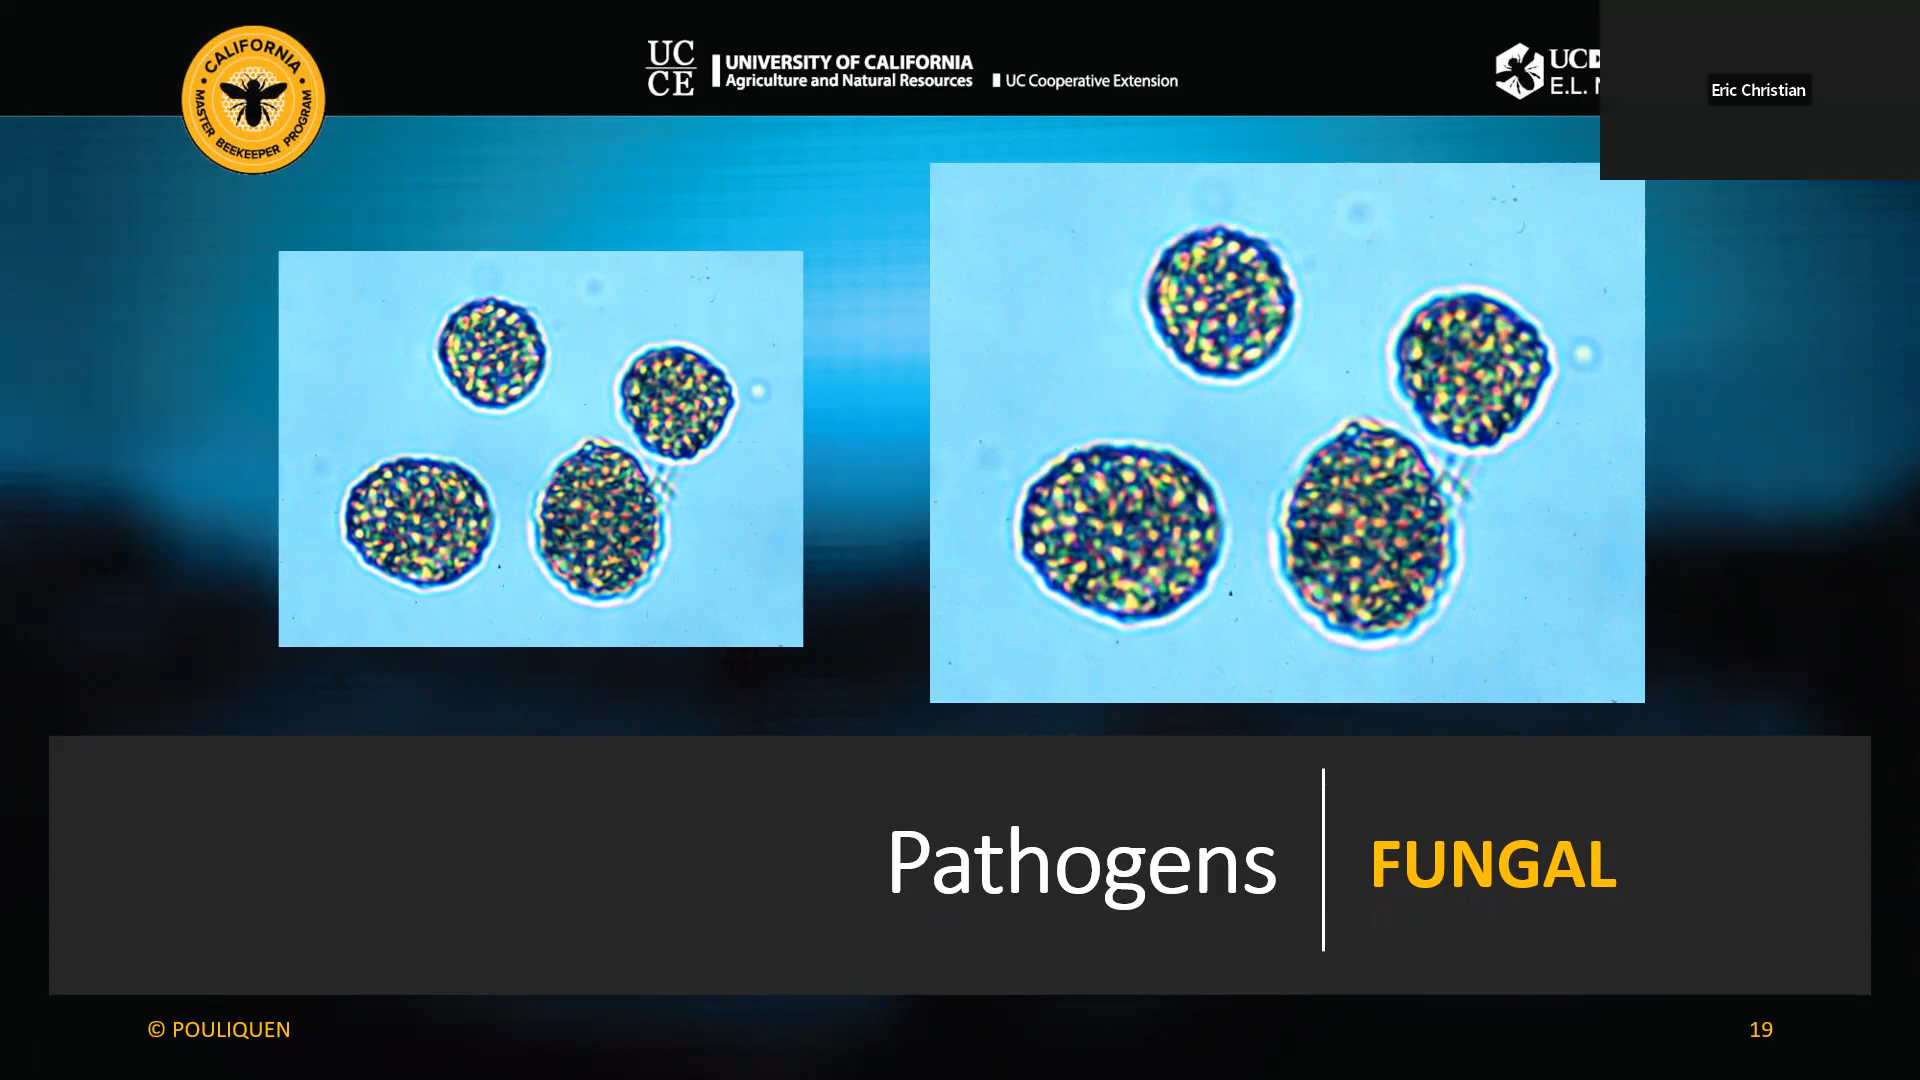 CALIFORNIA
MASTER BEEKEEPER PROGRAM
UC
CE
UNIVERSITY OF CALIFORNIA
Agriculture and Natural Resources
UC Cooperative Extension
E.L.
Eric Christian
Pathogens
FUNGAL
© POULIQUEN
19